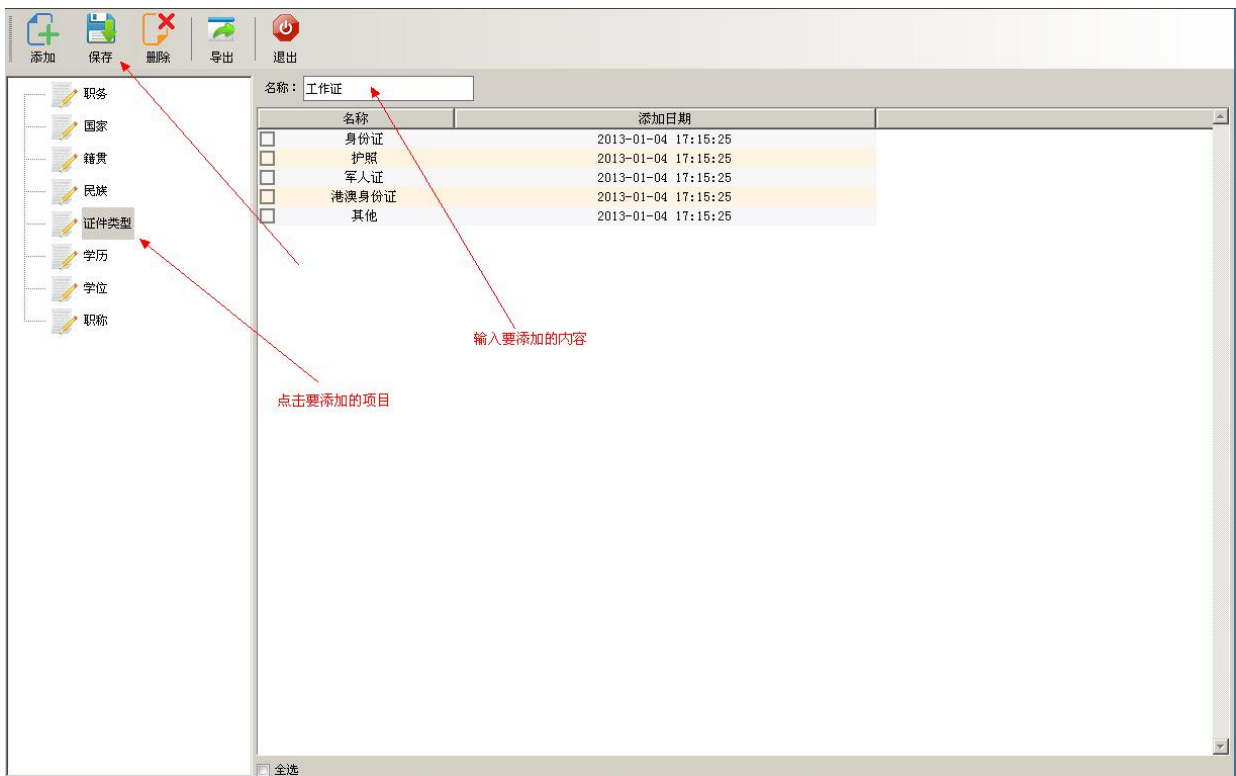 添加 保存 删除 导出 退出
名称： 工作证
职务
国家
籍贯
民族
证件类型
学历
学位
职称
名称 添加日期
身份证 2013-01-04 17:15:25
护照 2013-01-04 17:15:25
军人证 2013-01-04 17:15:25
港澳身份证 2013-01-04 17:15:25
其他 2013-01-04 17:15:25
输入要添加的内容
点击要添加的项目
全选